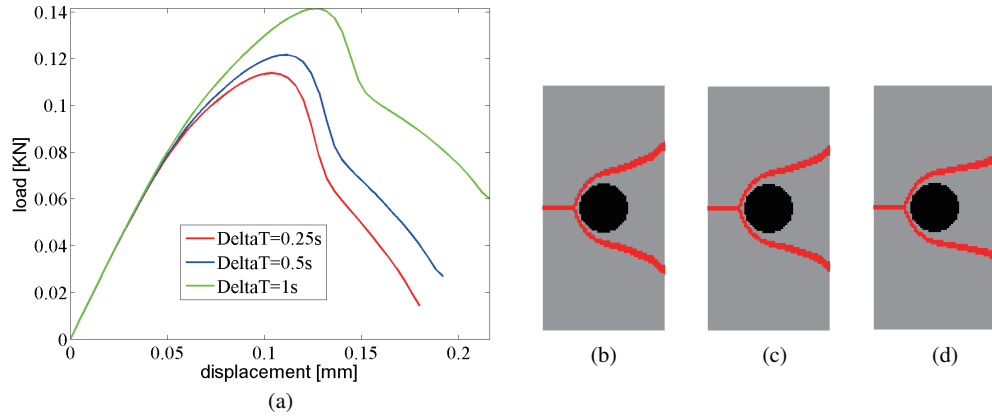 0.14
0.12
0.1
0.08
0.06
0.04
0.02
0
load [KN]
DeltaT=0.25s
DeltaT=0.5s
DeltaT=1s
0
0.05
0.1
0.15
0.2
displacement [mm]
(a)
(b)
(c)
(d)